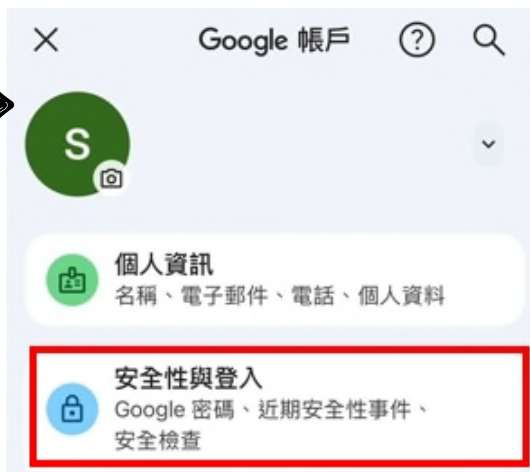 Google 帳戶
S
個人資訊
名稱、電子郵件、電話、個人資料
安全性與登入
Google 密碼、近期安全性事件、
安全檢查